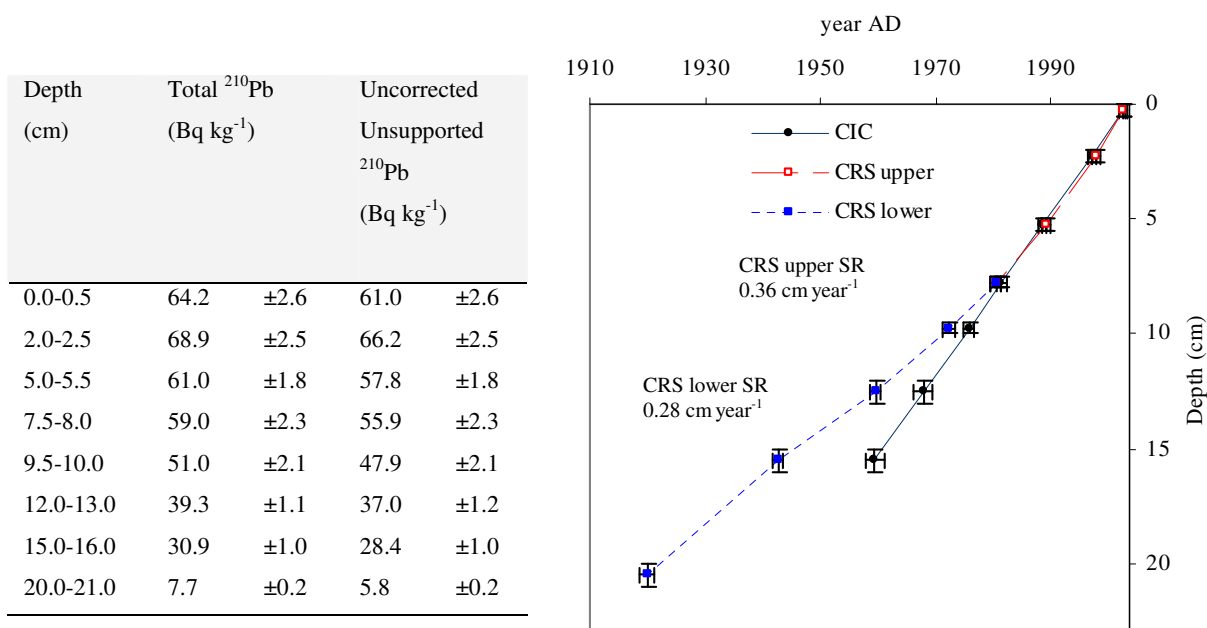 Depth Total ²¹⁰Pb Uncorrected
(cm) (Bq kg⁻¹) Unsupported
²¹⁰Pb
(Bq kg⁻¹)
0.0-0.5 64.2 ±2.6 61.0 ±2.6
2.0-2.5 68.9 ±2.5 66.2 ±2.5
5.0-5.5 61.0 ±1.8 57.8 ±1.8
7.5-8.0 59.0 ±2.3 55.9 ±2.3
9.5-10.0 51.0 ±2.1 47.9 ±2.1
12.0-13.0 39.3 ±1.1 37.0 ±1.2
15.0-16.0 30.9 ±1.0 28.4 ±1.0
20.0-21.0 7.7 ±0.2 5.8 ±0.2
year AD
1910 1930 1950 1970 1990
CIC
CRS upper
CRS lower
CRS upper SR
0.36 cm year⁻¹
CRS lower SR
0.28 cm year⁻¹
0
5
10
15
20
Depth (cm)